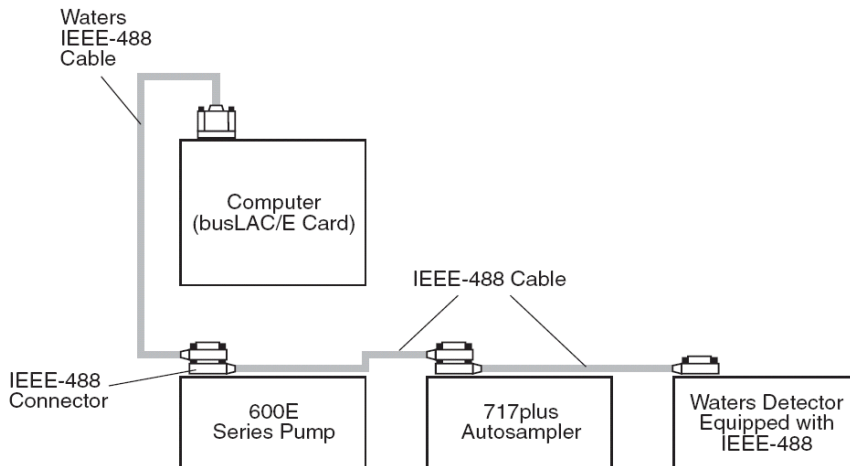 Waters
IEEE-488
Cable
Computer
(busLAC/E Card)
IEEE-488 Cable
IEEE-488
Connector
600E
Series Pump
717plus
Autosampler
Waters Detector
Equipped with
IEEE-488